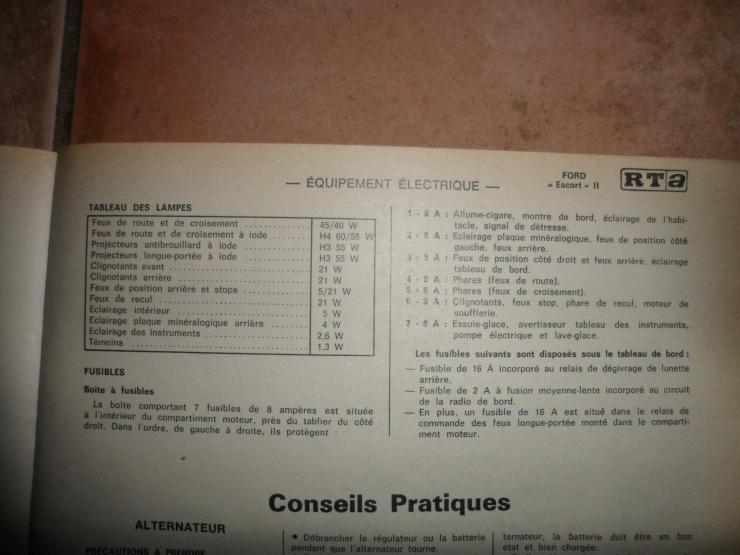 — ÉQUIPEMENT ÉLECTRIQUE —
FORD
« Escort » II
RTa
TABLEAU DES LAMPES
Feux de route et de croisement ............... 45/40 W
Feux de route et de croisement à iode ........ H4 60/55 W
Projecteurs antibrouillard à iode ............ H3 55 W
Projecteurs longue-portée à iode ............. H3 55 W
Clignotants avant ............................ 21 W
Clignotants arrière .......................... 21 W
Feux de position arrière et stops ............ 5/21 W
Feux de recul ................................ 21 W
Eclairage intérieur .......................... 5 W
Eclairage plaque minéralogique arrière ....... 4 W
Eclairage des instruments .................... 2,6 W
Témoins ...................................... 1,3 W
FUSIBLES
Boite à fusibles
La boîte comportant 7 fusibles de 8 ampères est située
à l'intérieur du compartiment moteur, près du tablier du côté
droit. Dans l'ordre, de gauche à droite, ils protègent :
1 - 8 A : Allume-cigare, montre de bord, éclairage de l'habi-
tacle, signal de détresse.
2 - 8 A : Eclairage plaque minéralogique, feux de position côté
gauche, feux arrière.
3 - 8 A : Faux de position côté droit et feux arrière, éclairage
tableau de bord.
4 - 8 A : Phares (feux de route).
5 - 8 A : Phares (feux de croisement).
6 - 8 A : Clignotants, feux stop, phare de recul, moteur de
soufflerie.
7 - 8 A : Essuie-glace, avertisseur tableau des instruments,
pompe électrique et lave-glace.
Les fusibles suivants sont disposés sous le tableau de bord :
— Fusible de 16 A incorporé au relais de dégivrage de lunette
arrière.
— Fusible de 2 A à fusion moyenne-lente incorporé au circuit
de la radio de bord.
— En plus, un fusible de 16 A est situé dans le relais de
commande des feux longue-portée monté dans le comparti-
ment moteur.
Conseils Pratiques
ALTERNATEUR
PRÉCAUTIONS A PRENDRE
• Débrancher le régulateur ou la batterie
pendant que l'alternateur tourne.
ternateur, la batterie doit être en bon
état et bien chargée.